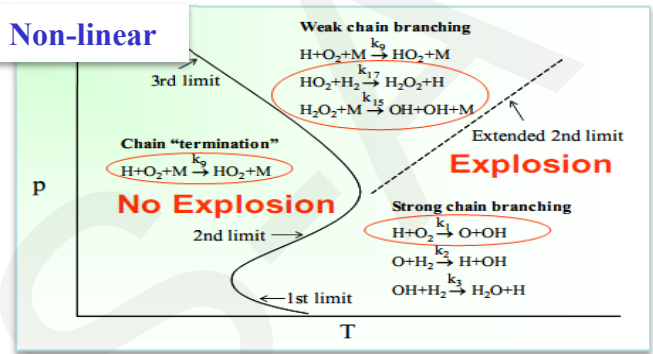 Non-linear
Weak chain branching
H+O₂+M →k₉ HO₂+M
HO₂+H₂ →k₁₇ H₂O₂+H
H₂O₂+M →k₁₅ OH+OH+M
3rd limit
Extended 2nd limit
Explosion
Chain “termination”
H+O₂+M →k₉ HO₂+M
p
No Explosion
2nd limit
Strong chain branching
H+O₂ →k₁ O+OH
O+H₂ →k₂ H+OH
OH+H₂ →k₃ H₂O+H
1st limit
T